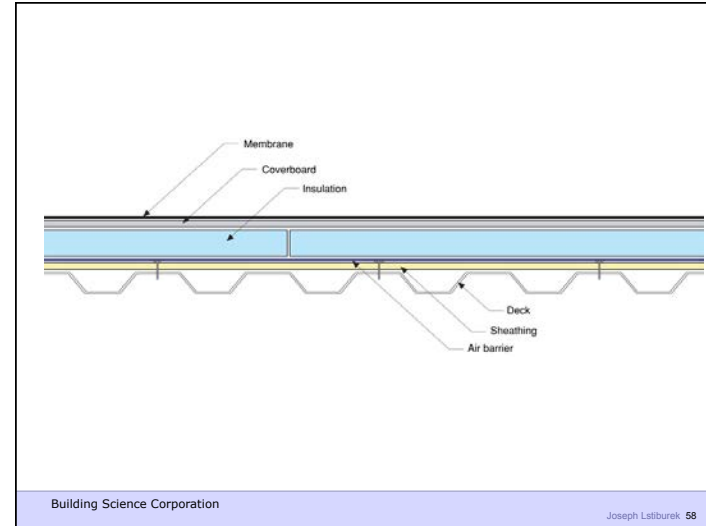 Membrane
Coverboard
Insulation
Deck
Sheathing
Air barrier
Building Science Corporation
Joseph Lstiburek 58